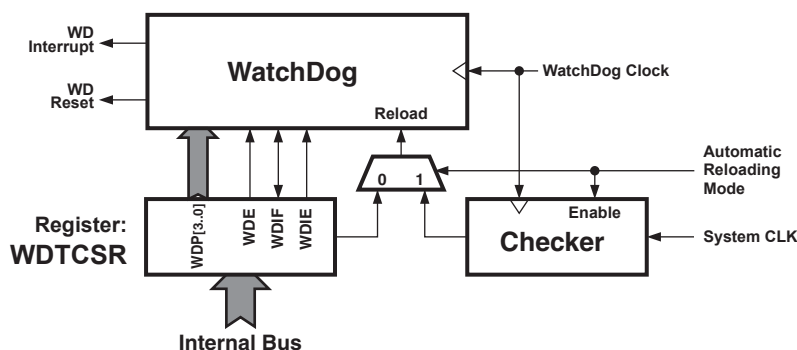 WD
Interrupt
WatchDog
WatchDog Clock
WD
Reset
Reload
Automatic
Reloading
Mode
0 1
Register:
WDTCSR
WDP[3..0]
WDE
WDIF
WDIE
Enable
Checker
System CLK
Internal Bus